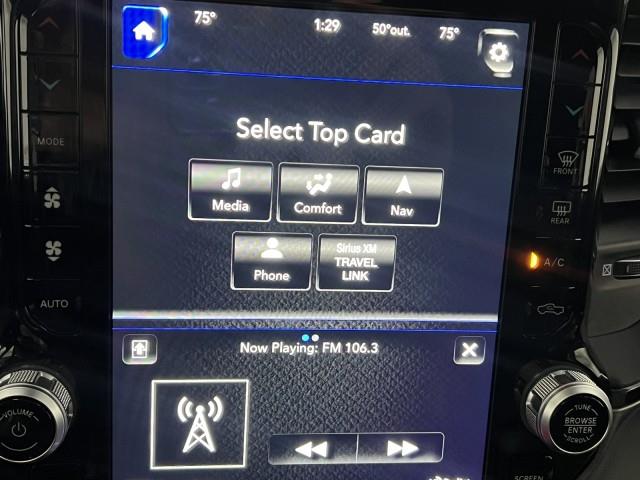 75° 1:29 50°out. 75°
Select Top Card
MODE
FRONT
Media Comfort Nav
REAR
Phone
Sirius XM
TRAVEL
LINK
A/C
AUTO
Now Playing: FM 106.3
VOLUME
TUNE
BROWSE
ENTER
SCROLL
SCREEN